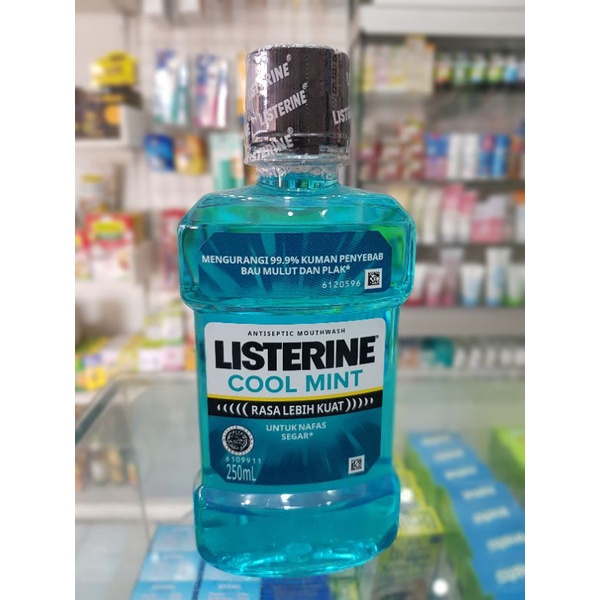 LISTERINE
LISTERINE
MENGURANGI 99.9% KUMAN PENYEBAB
BAU MULUT DAN PLAK*
6120596
ANTISEPTIC MOUTHWASH
LISTERINE®
COOL MINT
RASA LEBIH KUAT
UNTUK NAFAS
SEGAR*
6109911
250mL